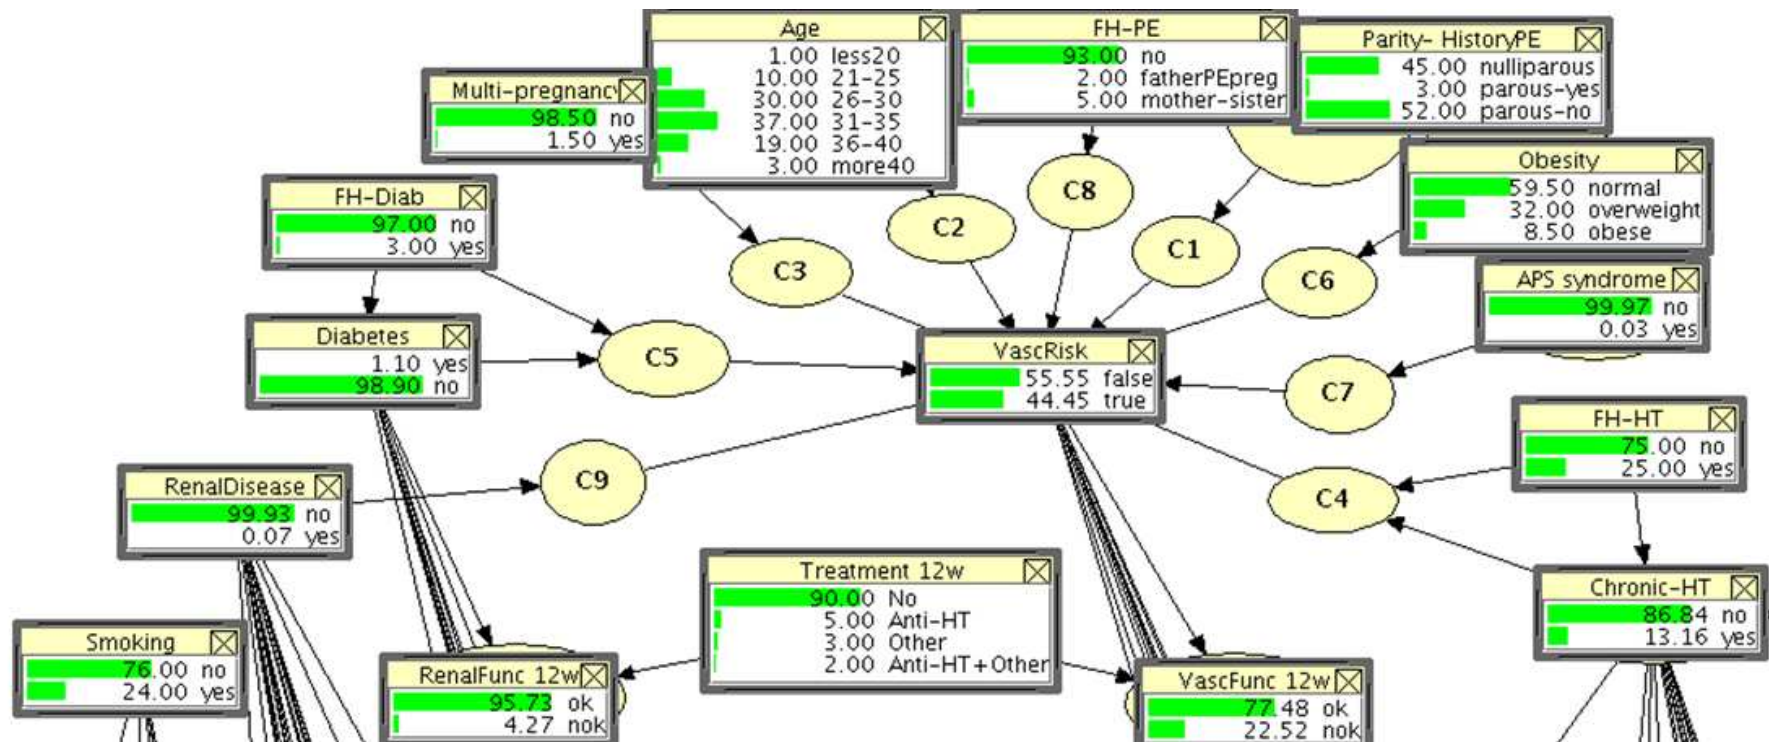 Age
1.00 less20
10.00 21-25
30.00 26-30
37.00 31-35
19.00 36-40
3.00 more40
FH-PE
93.00 no
2.00 fatherPEpreg
5.00 mother-sister
Parity- HistoryPE
45.00 nulliparous
3.00 parous-yes
52.00 parous-no
Multi-pregnancy
98.50 no
1.50 yes
Obesity
59.50 normal
32.00 overweight
8.50 obese
FH-Diab
97.00 no
3.00 yes
C8
C2
C1
C3
C6
APS syndrome
99.97 no
0.03 yes
Diabetes
1.10 yes
98.90 no
C5
VascRisk
55.55 false
44.45 true
C7
FH-HT
75.00 no
25.00 yes
RenalDisease
99.93 no
0.07 yes
C9
C4
Treatment 12w
90.00 No
5.00 Anti-HT
3.00 Other
2.00 Anti-HT+Other
Chronic-HT
86.84 no
13.16 yes
Smoking
76.00 no
24.00 yes
RenalFunc 12w
95.73 ok
4.27 nok
VascFunc 12w
77.48 ok
22.52 nok